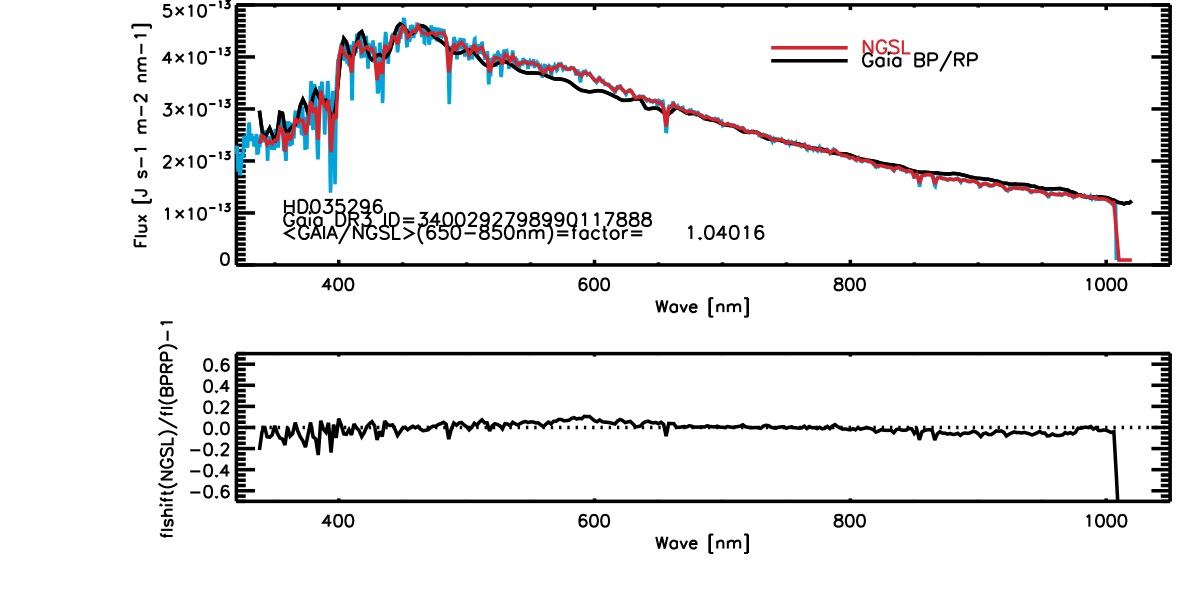 5×10−13
4×10−13
3×10−13
2×10−13
1×10−13
0
Flux [J s−1 m−2 nm−1]
NGSL
Gaia BP/RP
HD035296
Gaia DR3 ID=3400292798990117888
<GAIA/NGSL>(650−850nm)=factor= 1.04016
400 600 800 1000
Wave [nm]
0.6
0.4
0.2
0.0
−0.2
−0.4
−0.6
flshift(NGSL)/fl(BPRP)−1
400 600 800 1000
Wave [nm]